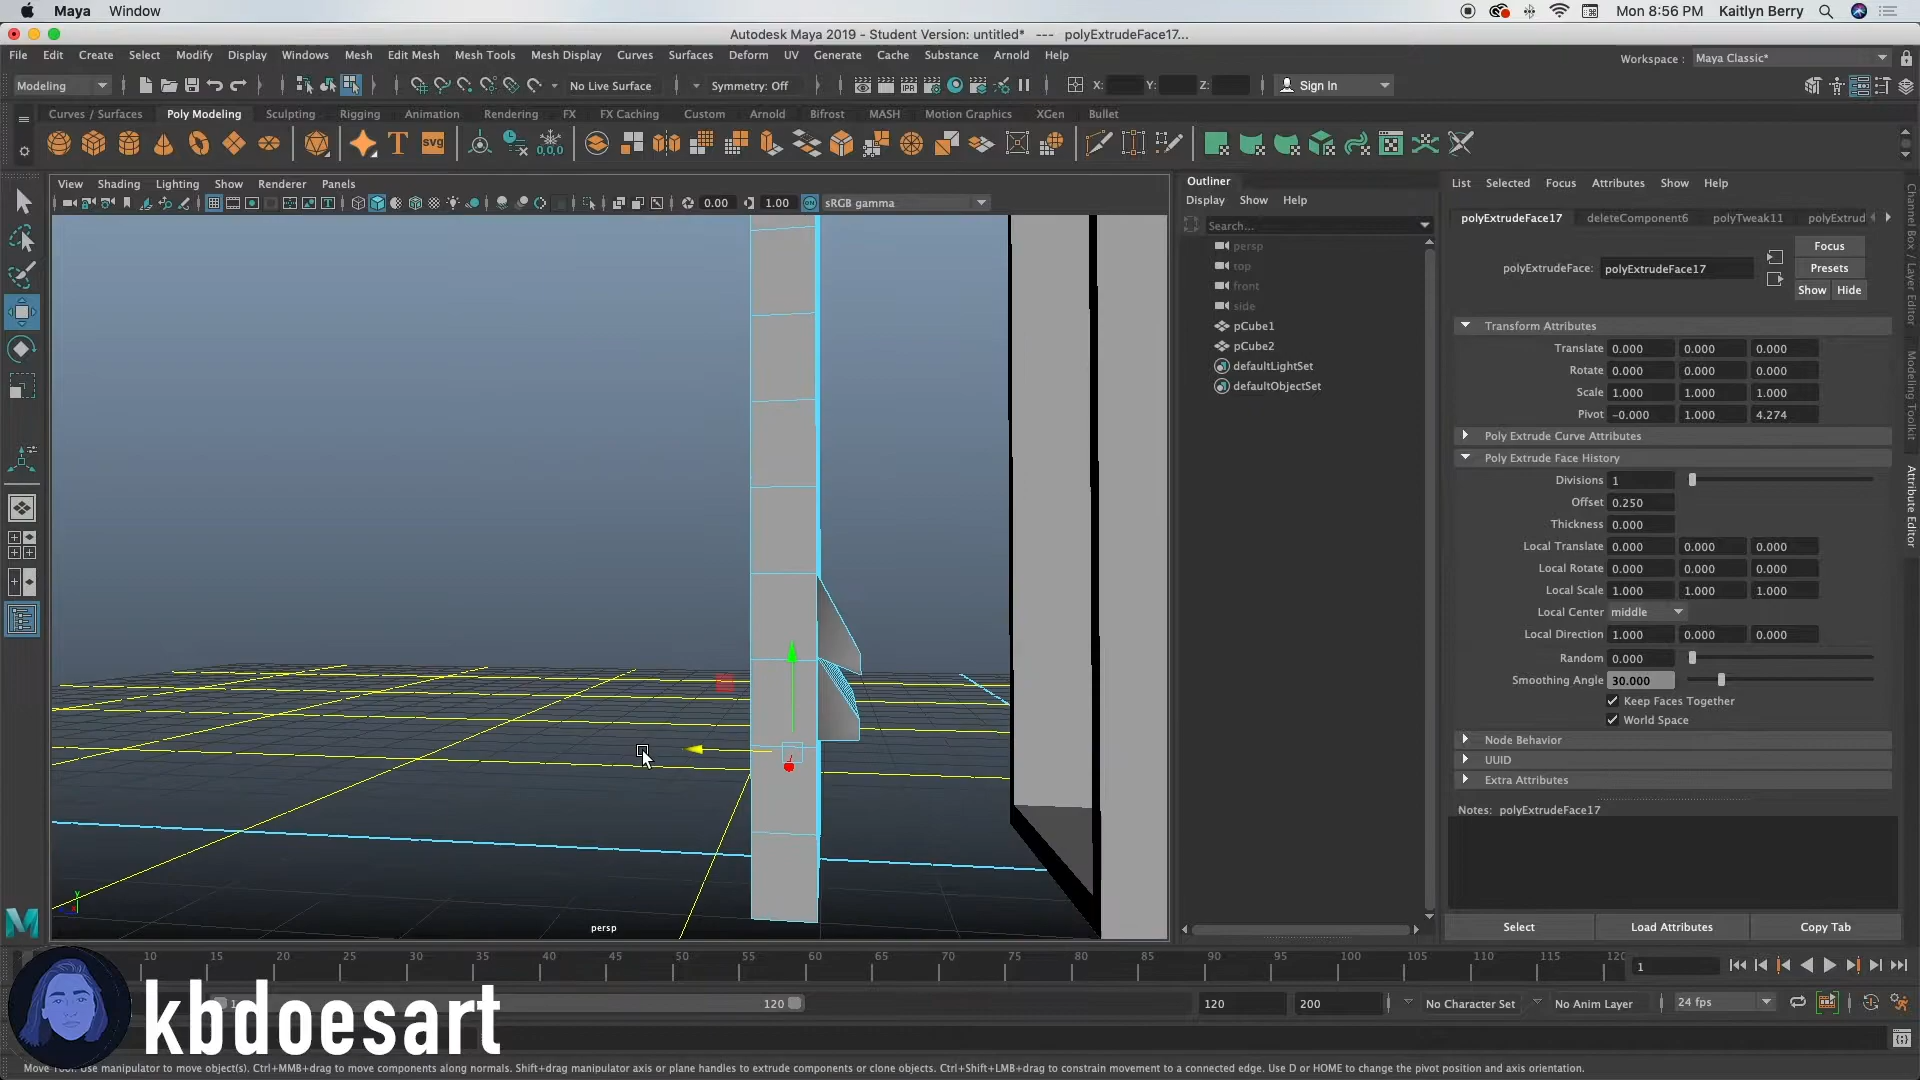 Maya Window Mon 8:56 PM Kaitlyn Berry
Autodesk Maya 2019 - Student Version: untitled* --- polyExtrudeFace17...
File Edit Create Select Modify Display Windows Mesh Edit Mesh Mesh Tools Mesh Display Curves Surfaces Deform UV Generate Cache Substance Arnold Help
Workspace : Maya Classic*
Modeling No Live Surface Symmetry: Off X: Y: Z: Sign In
Curves / Surfaces Poly Modeling Sculpting Rigging Animation Rendering FX FX Caching Custom Arnold Bifrost MASH Motion Graphics XGen Bullet
T SVG 0,0,0
View Shading Lighting Show Renderer Panels
0.00 1.00 sRGB gamma
persp
Outliner
Display Show Help
Search...
persp
top
front
side
pCube1
pCube2
defaultLightSet
defaultObjectSet
List Selected Focus Attributes Show Help
polyExtrudeFace17 deleteComponent6 polyTweak11 polyExtrud
Focus
polyExtrudeFace: polyExtrudeFace17 Presets
Show Hide
Transform Attributes
Translate 0.000 0.000 0.000
Rotate 0.000 0.000 0.000
Scale 1.000 1.000 1.000
Pivot -0.000 1.000 4.274
Poly Extrude Curve Attributes
Poly Extrude Face History
Divisions 1
Offset 0.250
Thickness 0.000
Local Translate 0.000 0.000 0.000
Local Rotate 0.000 0.000 0.000
Local Scale 1.000 1.000 1.000
Local Center middle
Local Direction 1.000 0.000 0.000
Random 0.000
Smoothing Angle 30.000
Keep Faces Together
World Space
Node Behavior
UUID
Extra Attributes
Notes: polyExtrudeFace17
Select Load Attributes Copy Tab
Channel Box / Layer Editor
Modeling Toolkit
Attribute Editor
10 15 20 25 30 35 40 45 50 55 60 65 70 75 80 85 90 95 100 105 110 115 120 1
120 120 200 No Character Set No Anim Layer 24 fps
kbdoesart
Move Tool: Use manipulator to move object(s). Ctrl+MMB+drag to move components along normals. Shift+drag manipulator axis or plane handles to extrude components or clone objects. Ctrl+Shift+LMB+drag to constrain movement to a connected edge. Use D or HOME to change the pivot position and axis orientation.